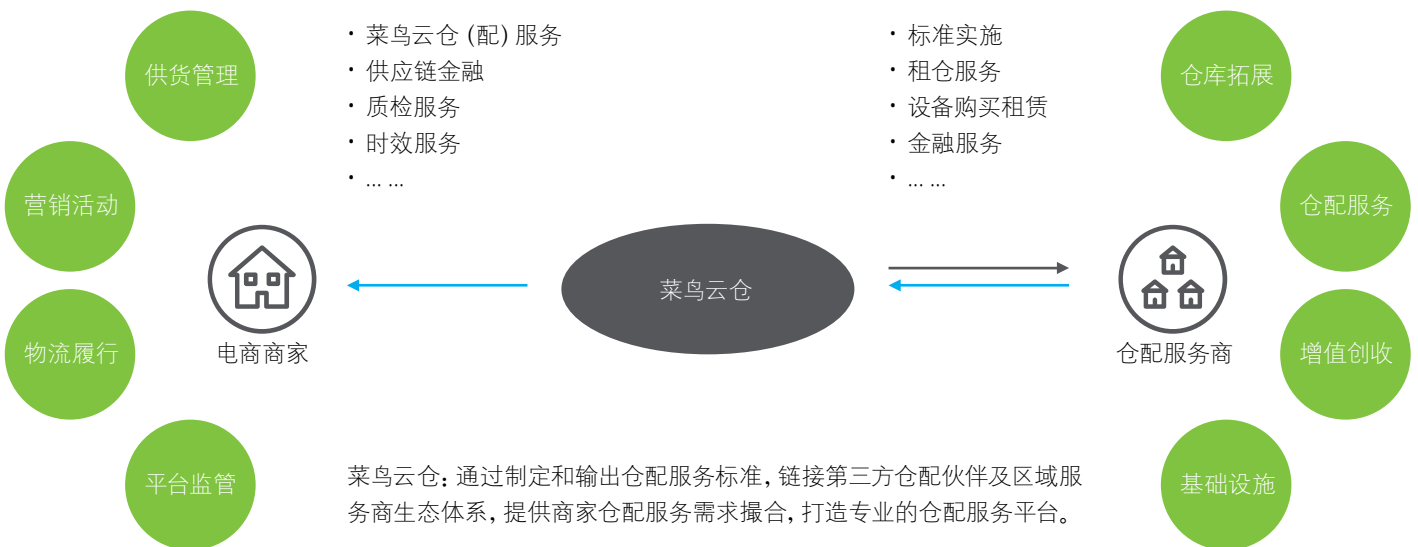 供货管理
营销活动
物流履行
平台监管
· 菜鸟云仓 (配) 服务
· 供应链金融
· 质检服务
· 时效服务
· ... ...
电商商家
菜鸟云仓
· 标准实施
· 租仓服务
· 设备购买租赁
· 金融服务
· ... ...
仓配服务商
仓库拓展
仓配服务
增值创收
基础设施
菜鸟云仓: 通过制定和输出仓配服务标准, 链接第三方仓配伙伴及区域服
务商生态体系, 提供商家仓配服务需求撮合, 打造专业的仓配服务平台。